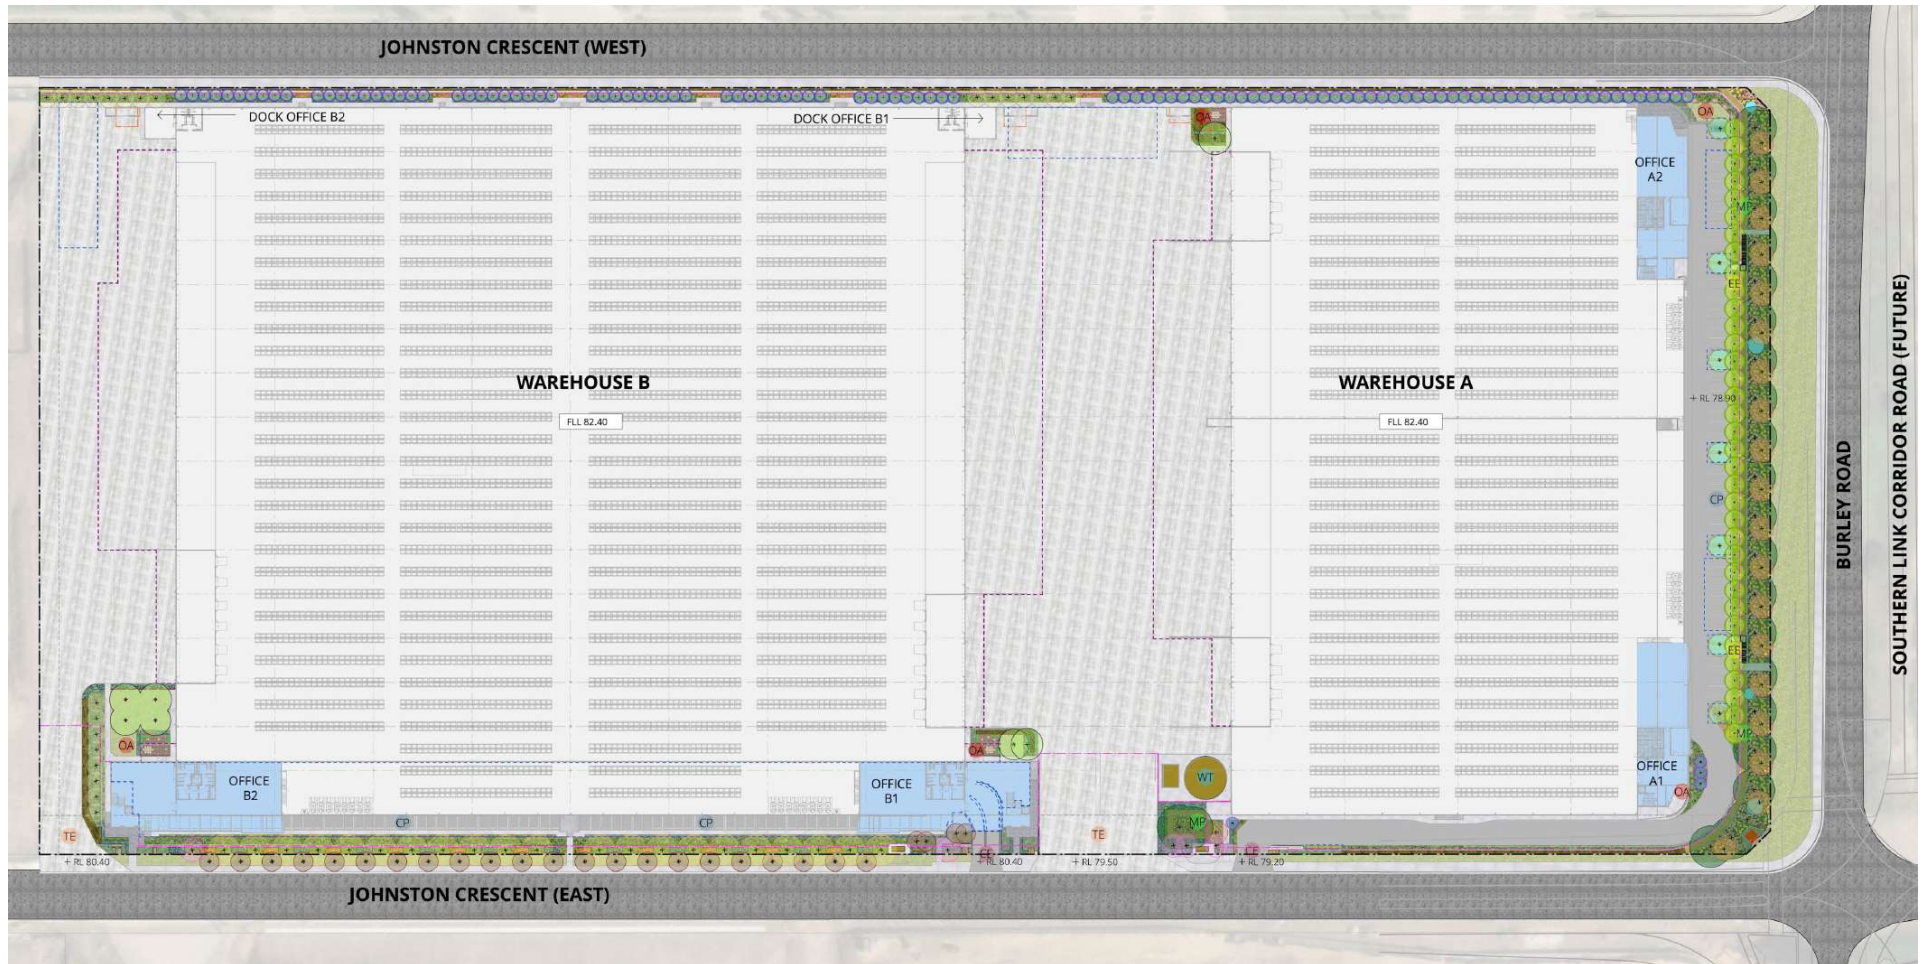 JOHNSTON CRESCENT (WEST)
DOCK OFFICE B2
DOCK OFFICE B1
OA
OA
OFFICE
A2
MP
EE
WAREHOUSE B
FLL 82.40
WAREHOUSE A
FLL 82.40
+ RL 78.90
CP
EE
MP
BURLEY ROAD
SOUTHERN LINK CORRIDOR ROAD (FUTURE)
OA
OA
OFFICE
B2
OFFICE
B1
WT
OFFICE
A1
OA
CP
CP
TE
TE
MP
CE
+ RL 80.40
+ RL 80.40
+ RL 79.50
+ RL 79.20
JOHNSTON CRESCENT (EAST)